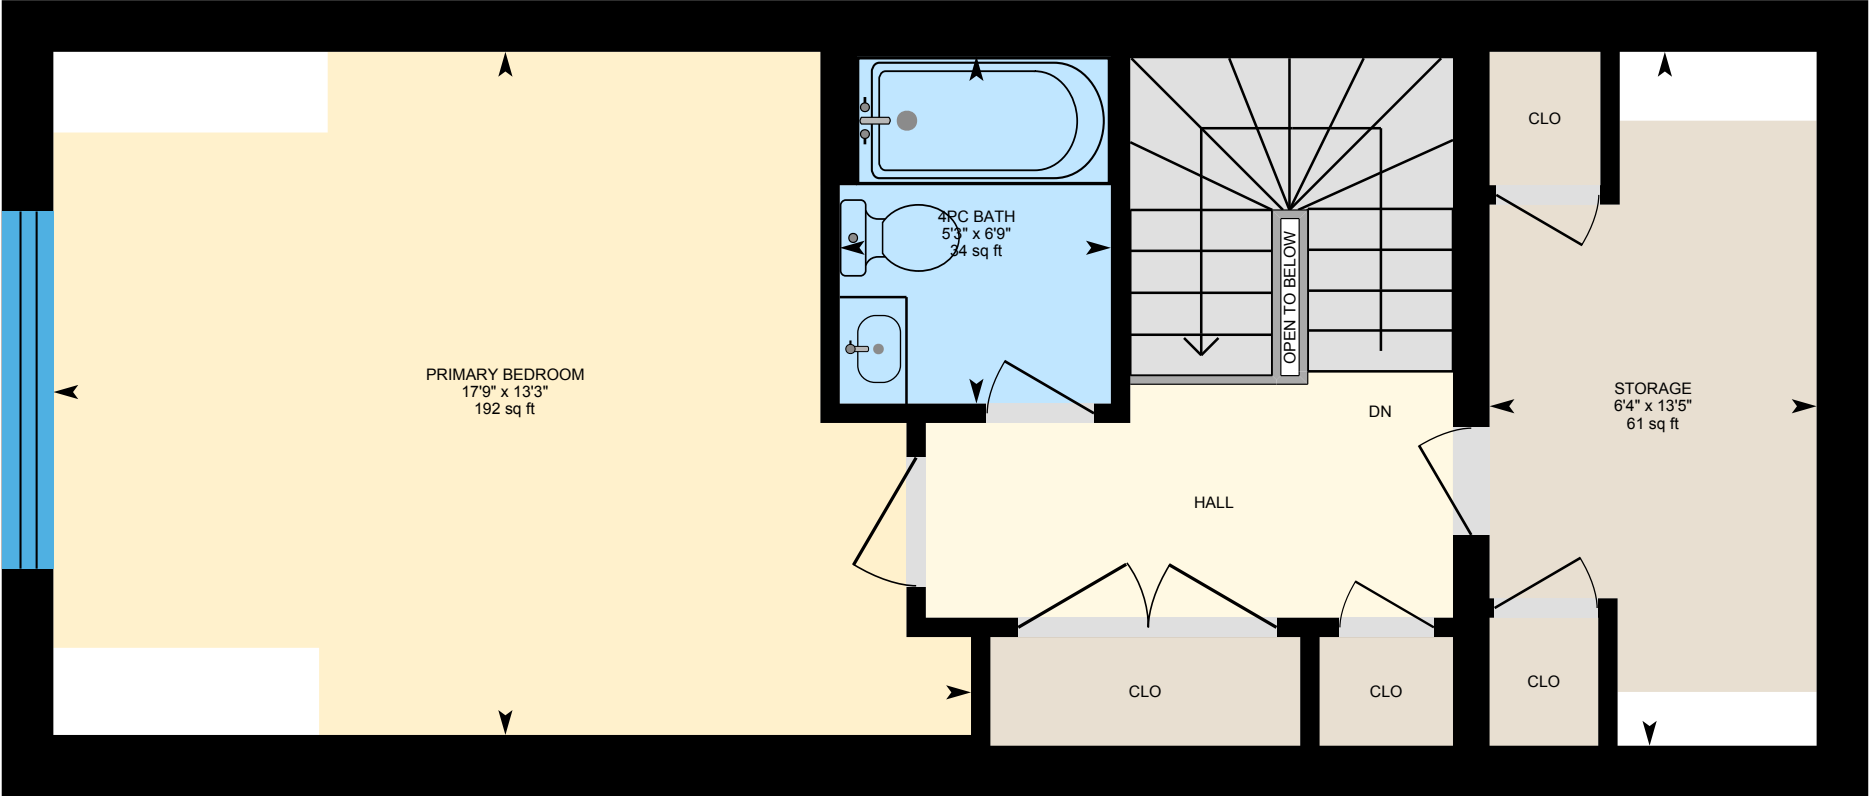 PRIMARY BEDROOM
17'9" x 13'3"
192 sq ft
4PC BATH
5'3" x 6'9"
34 sq ft
OPEN TO BELOW
DN
HALL
CLO
CLO
CLO
STORAGE
6'4" x 13'5"
61 sq ft
CLO